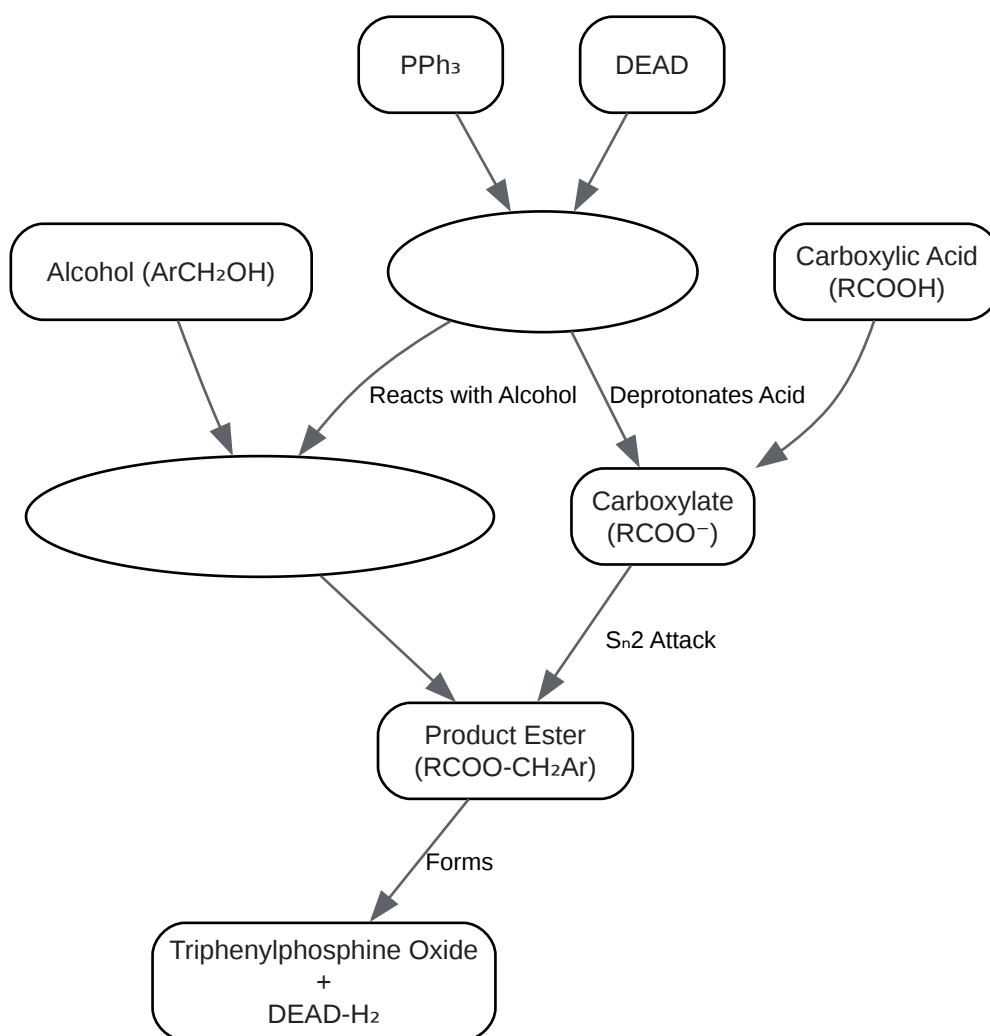 PPh₃
DEAD
Alcohol (ArCH₂OH)
Carboxylic Acid
(RCOOH)
Reacts with Alcohol
Deprotonates Acid
Carboxylate
(RCOO⁻)
Sₙ2 Attack
Product Ester
(RCOO-CH₂Ar)
Forms
Triphenylphosphine Oxide
+
DEAD-H₂